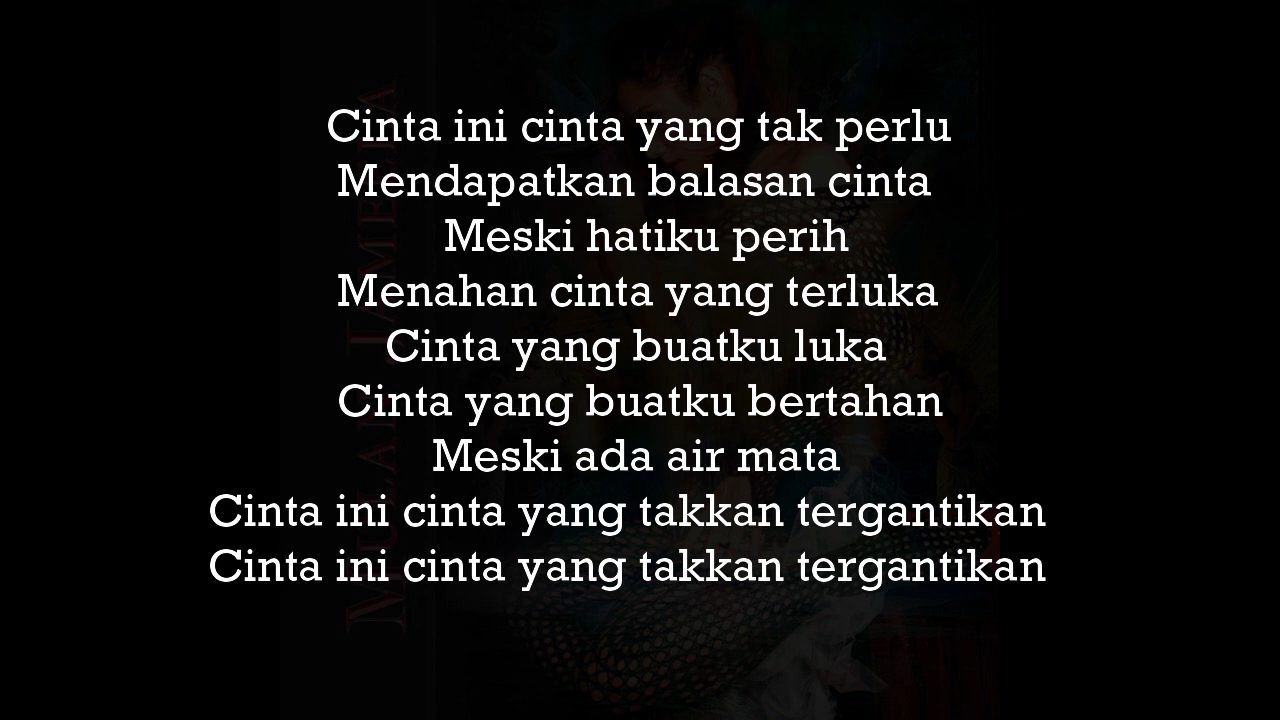 Cinta ini cinta yang tak perlu
Mendapatkan balasan cinta
Meski hatiku perih
Menahan cinta yang terluka
Cinta yang buatku luka
Cinta yang buatku bertahan
Meski ada air mata
Cinta ini cinta yang takkan tergantikan
Cinta ini cinta yang takkan tergantikan